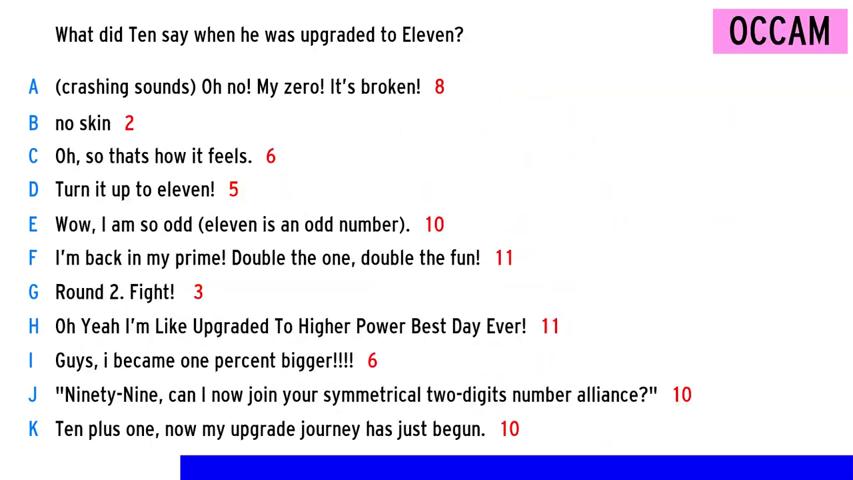 What did Ten say when he was upgraded to Eleven?
OCCAM
A (crashing sounds) Oh no! My zero! It's broken! 8
B no skin 2
C Oh, so thats how it feels. 6
D Turn it up to eleven! 5
E Wow, I am so odd (eleven is an odd number). 10
F I'm back in my prime! Double the one, double the fun! 11
G Round 2. Fight! 3
H Oh Yeah I'm Like Upgraded To Higher Power Best Day Ever! 11
I Guys, i became one percent bigger!!!! 6
J "Ninety-Nine, can I now join your symmetrical two-digits number alliance?" 10
K Ten plus one, now my upgrade journey has just begun. 10